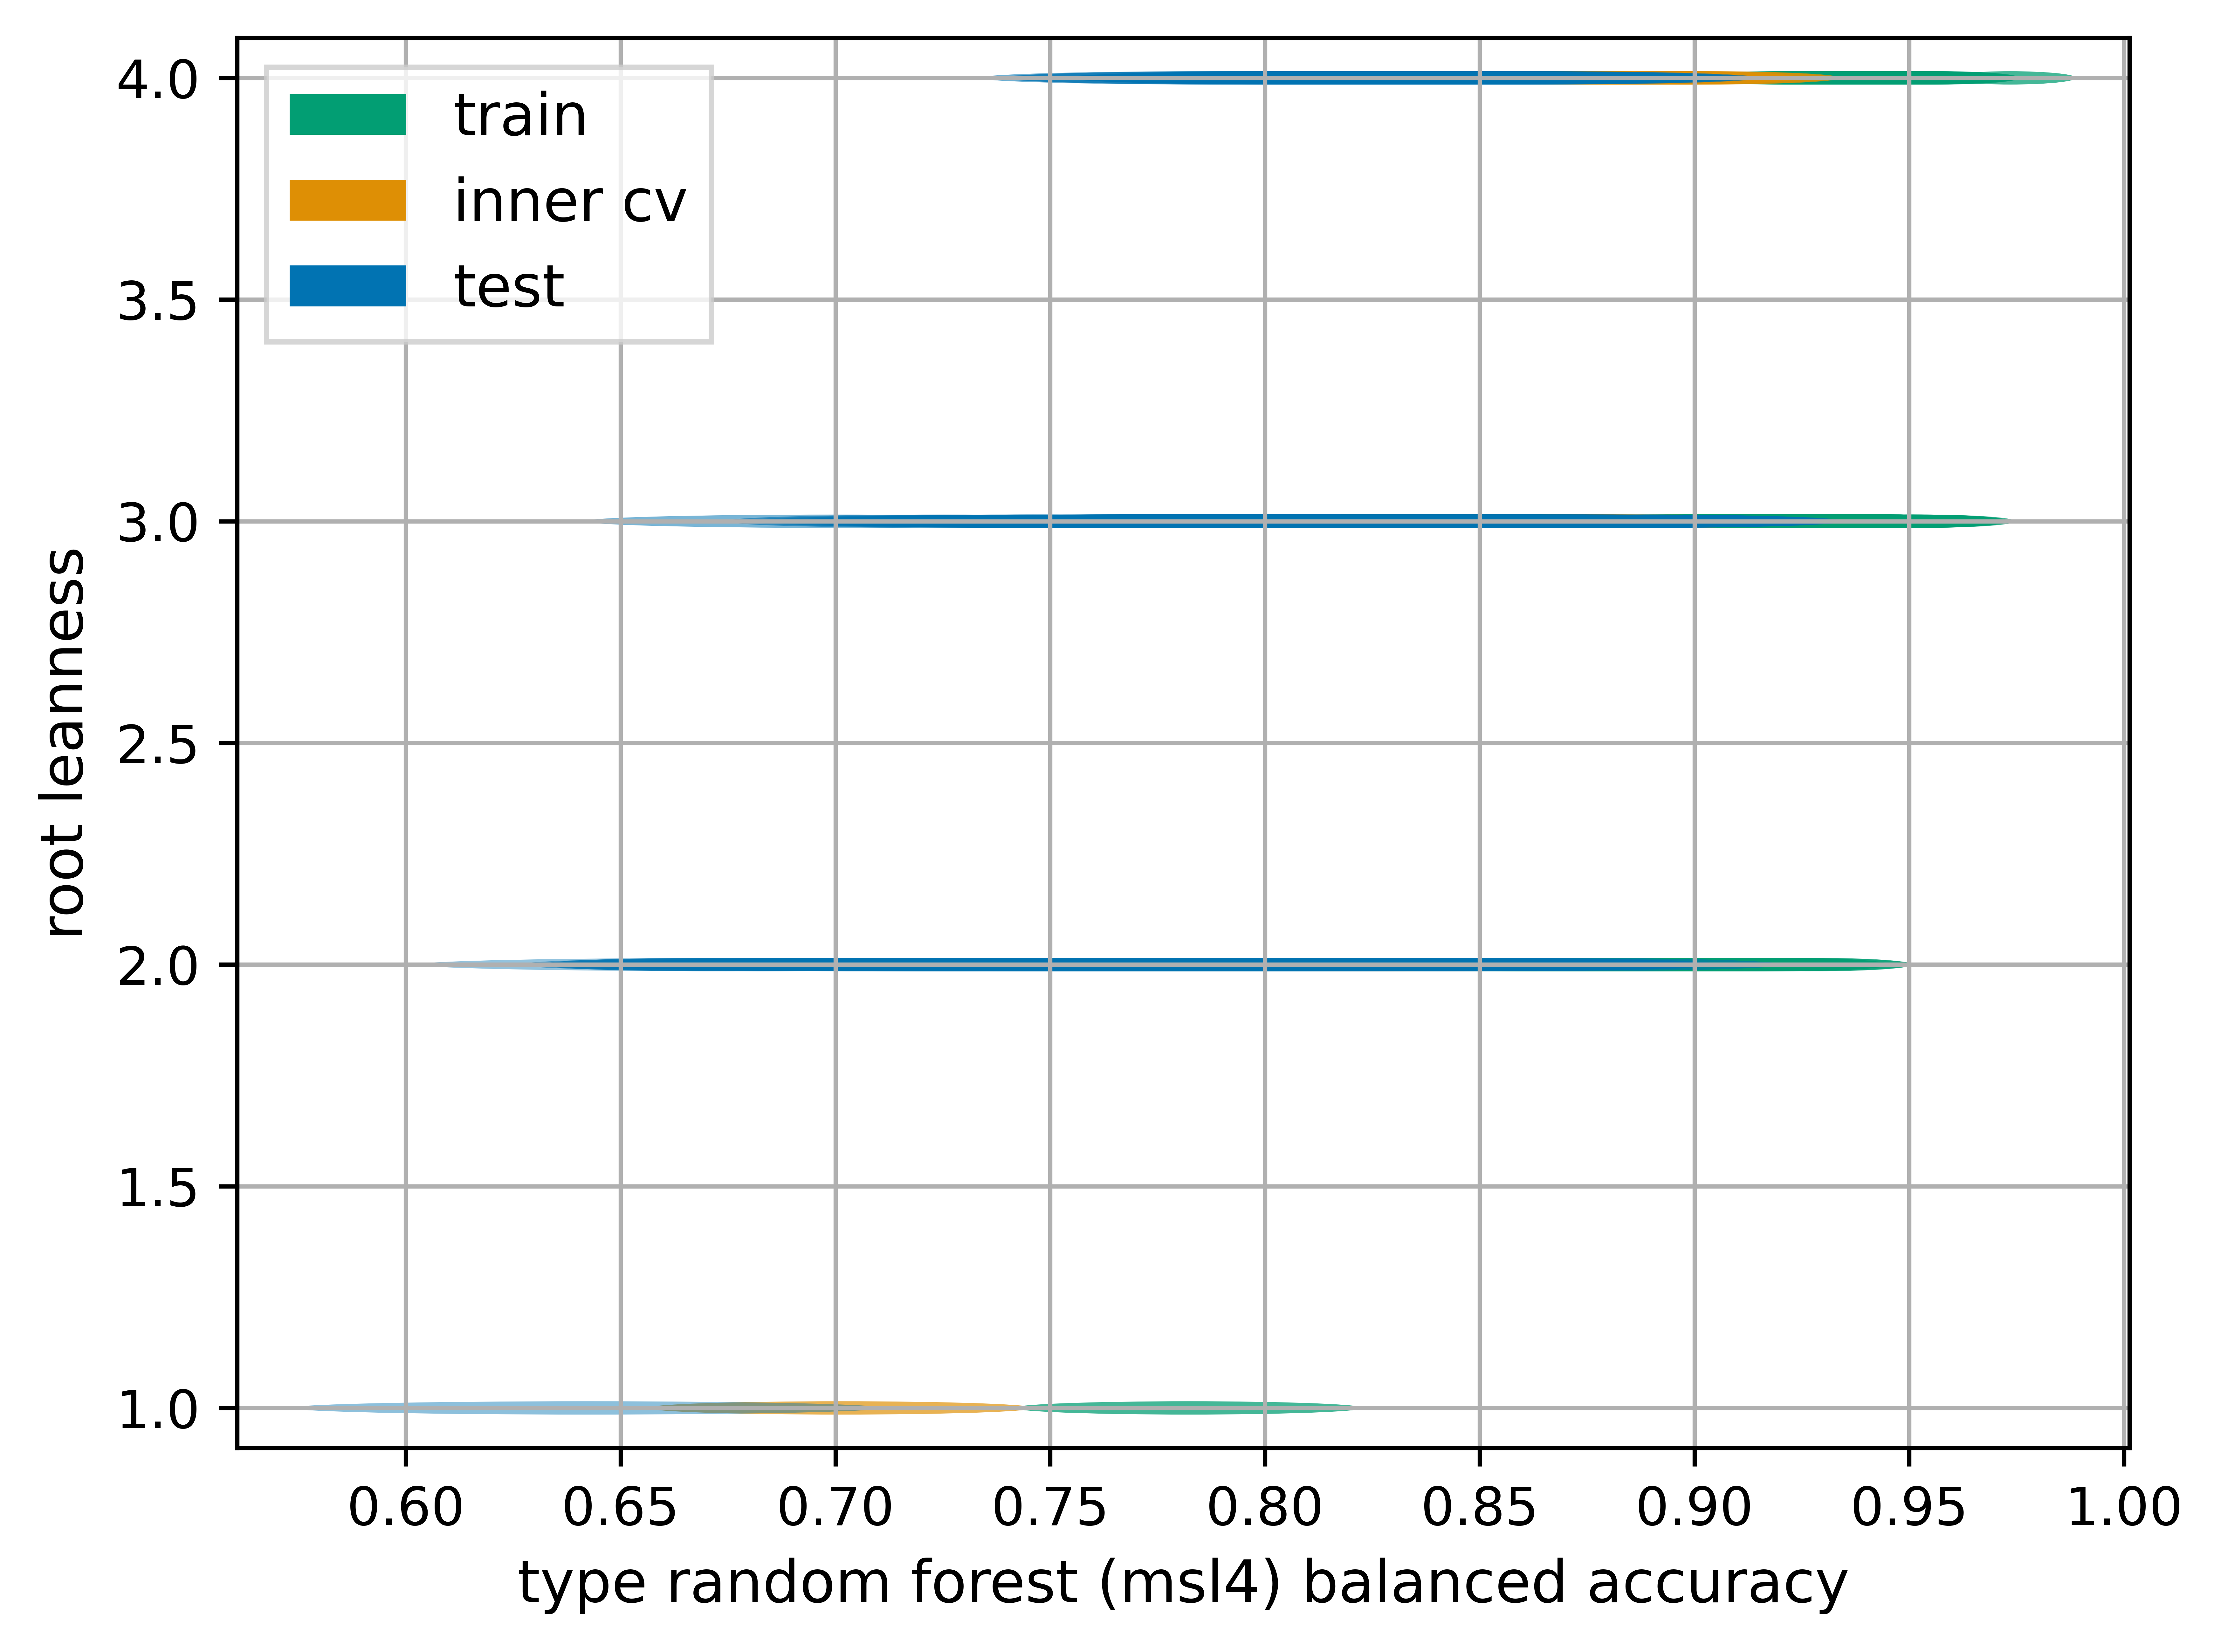 4.0
3.5
3.0
2.5
2.0
1.5
1.0
root leanness
train
inner cv
test
0.60 0.65 0.70 0.75 0.80 0.85 0.90 0.95 1.00
type random forest (msl4) balanced accuracy